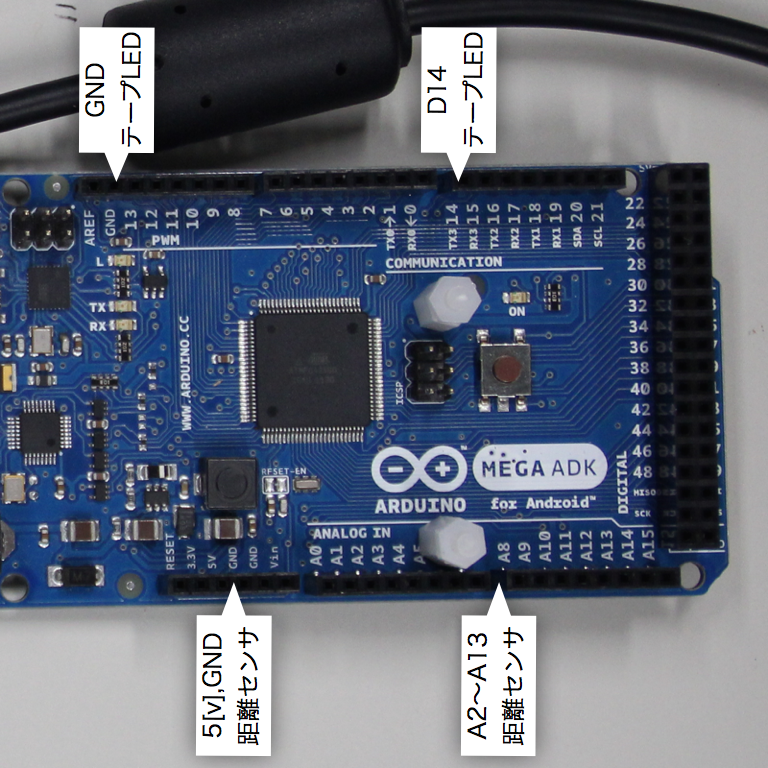 GND
テープLED
D14
テープLED
AREF
GND
13
12
11
10
9
8
7
6
5
4
3
2
TX0→1
RX0←0
TX3 14
RX3 15
TX2 16
RX2 17
TX1 18
RX1 19
SDA 20
SCL 21
PWM
COMMUNICATION
L
TX
RX
ON
WWW.ARDUINO.CC
ICSP
22
24
26
28
30
32
34
36
38
40
42
44
46
48
DIGITAL
RESET-EN
MEGA ADK
ARDUINO
for Android™
ANALOG IN
RESET
3.3V
5V
GND
GND
Vin
A0
A1
A2
A3
A4
A8
A9
A10
A11
A12
A13
A14
A15
5[v],GND
距離センサ
A2〜A13
距離センサ